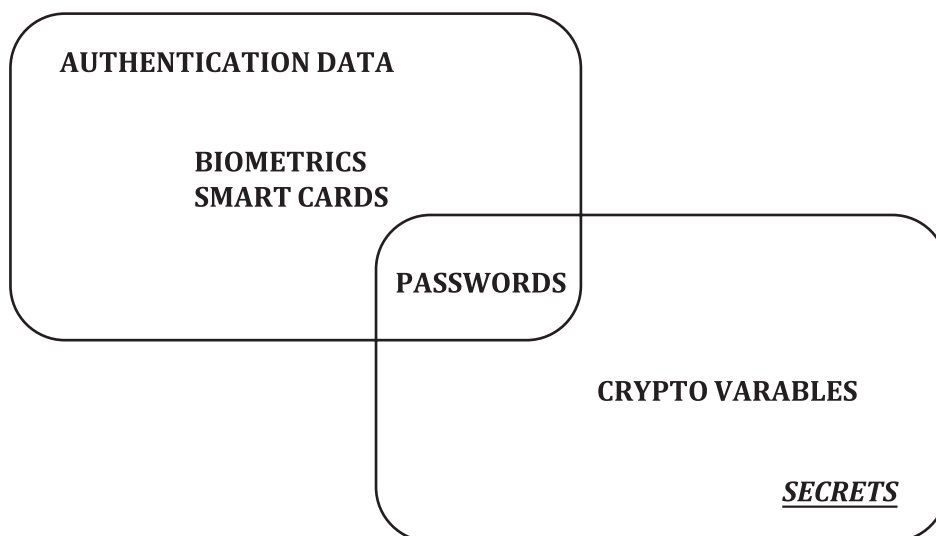 AUTHENTICATION DATA
BIOMETRICS
SMART CARDS
PASSWORDS
CRYPTO VARABLES
SECRETS